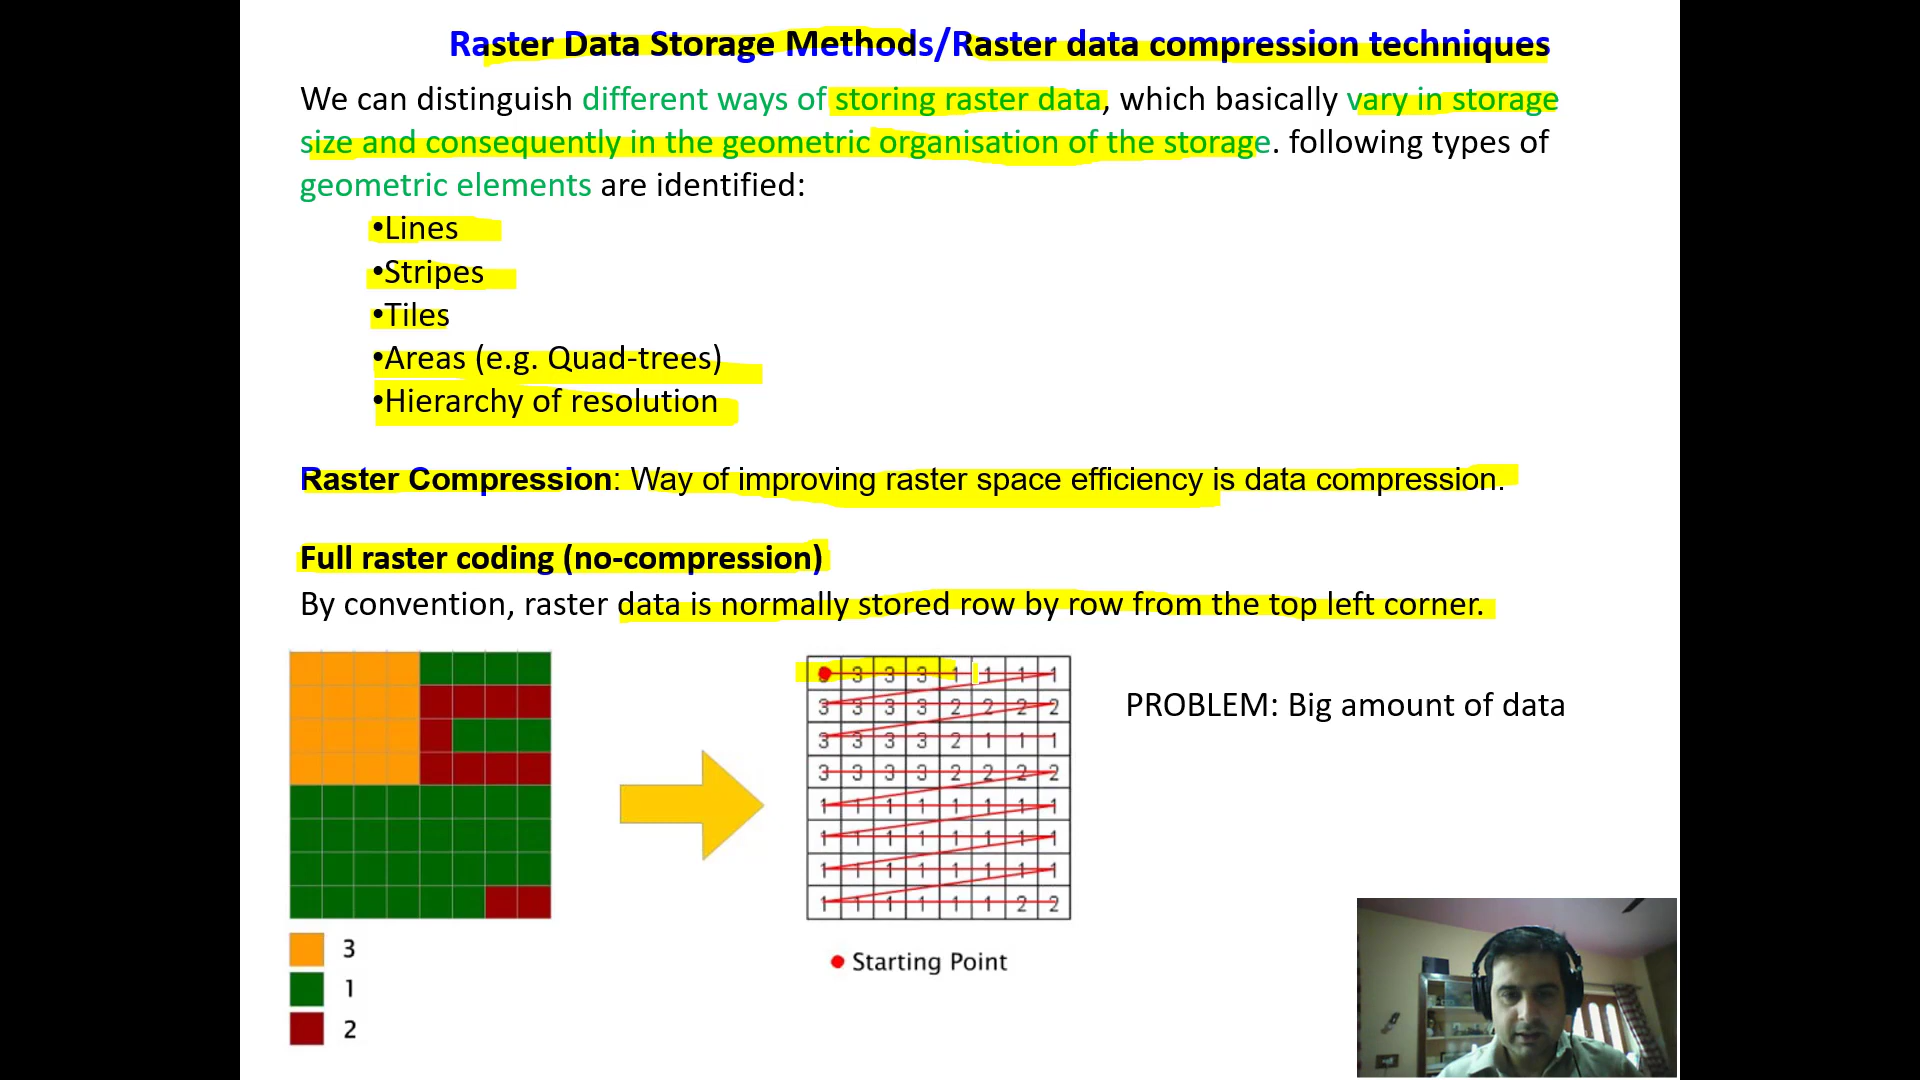 Raster Data Storage Methods/Raster data compression techniques
We can distinguish different ways of storing raster data, which basically vary in storage
size and consequently in the geometric organisation of the storage. following types of
geometric elements are identified:
•Lines
•Stripes
•Tiles
•Areas (e.g. Quad-trees)
•Hierarchy of resolution
Raster Compression: Way of improving raster space efficiency is data compression.
Full raster coding (no-compression)
By convention, raster data is normally stored row by row from the top left corner.
3 3 3 3 1 1 1 1
3 3 3 3 2 2 2 2
3 3 3 3 2 1 1 1
3 3 3 3 2 2 2 2
1 1 1 1 1 1 1 1
1 1 1 1 1 1 1 1
1 1 1 1 1 1 1 1
1 1 1 1 1 1 2 2
PROBLEM: Big amount of data
Starting Point
3
1
2